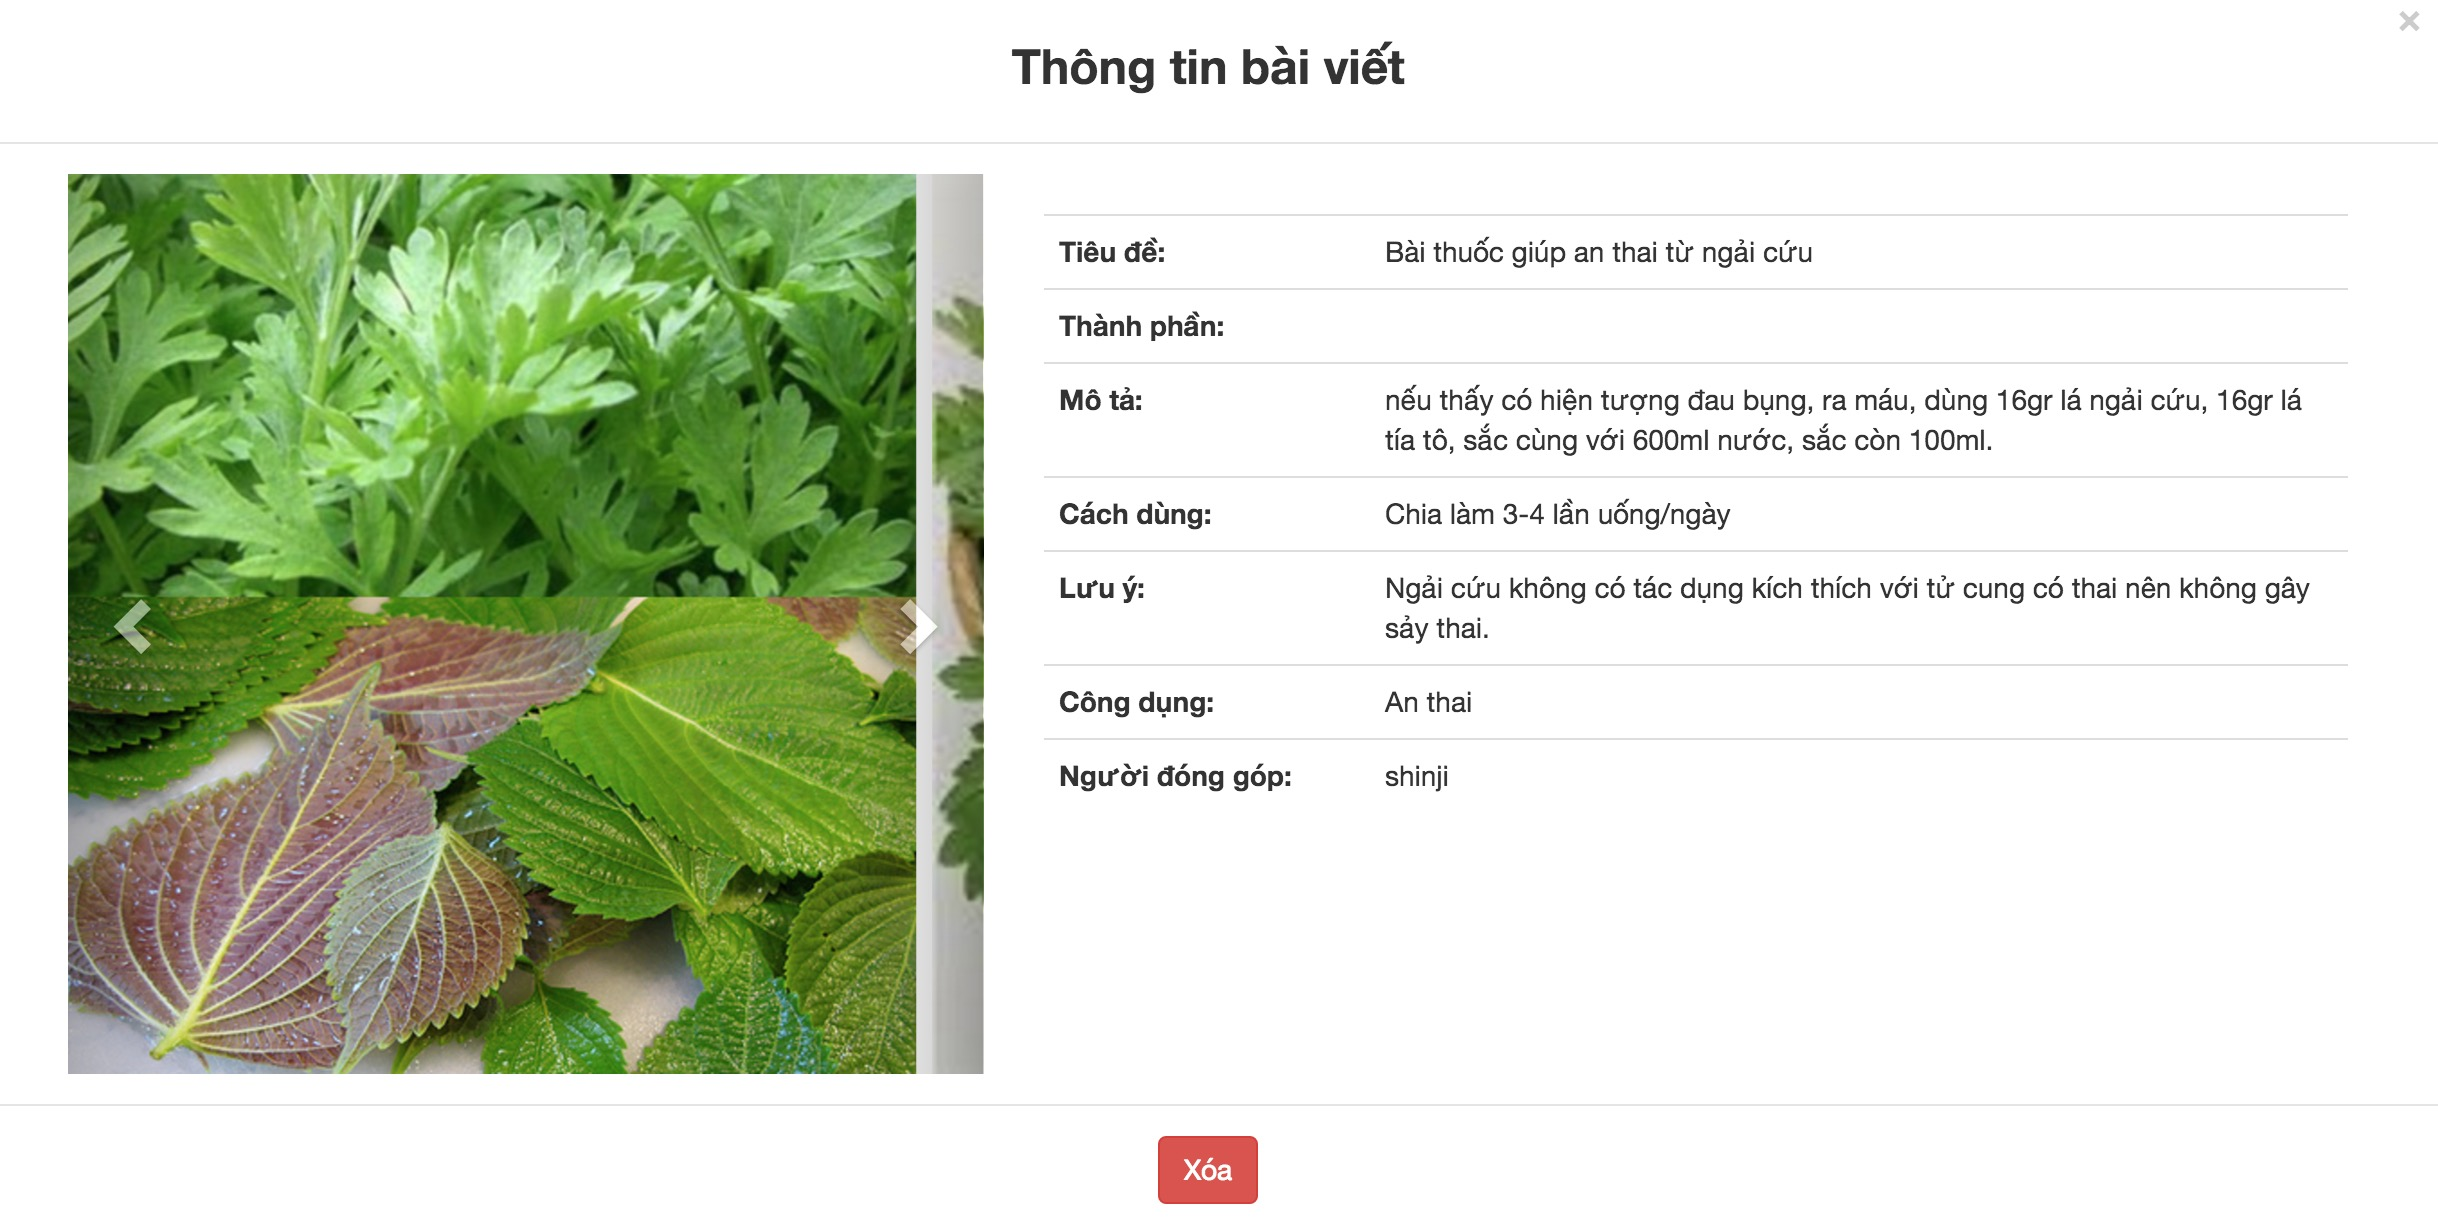 ×
Thông tin bài viết
Tiêu đề: Bài thuốc giúp an thai từ ngải cứu
Thành phần:
Mô tả: nếu thấy có hiện tượng đau bụng, ra máu, dùng 16gr lá ngải cứu, 16gr lá
tía tô, sắc cùng với 600ml nước, sắc còn 100ml.
Cách dùng: Chia làm 3-4 lần uống/ngày
Lưu ý: Ngải cứu không có tác dụng kích thích với tử cung có thai nên không gây
sảy thai.
Công dụng: An thai
Người đóng góp: shinji
Xóa